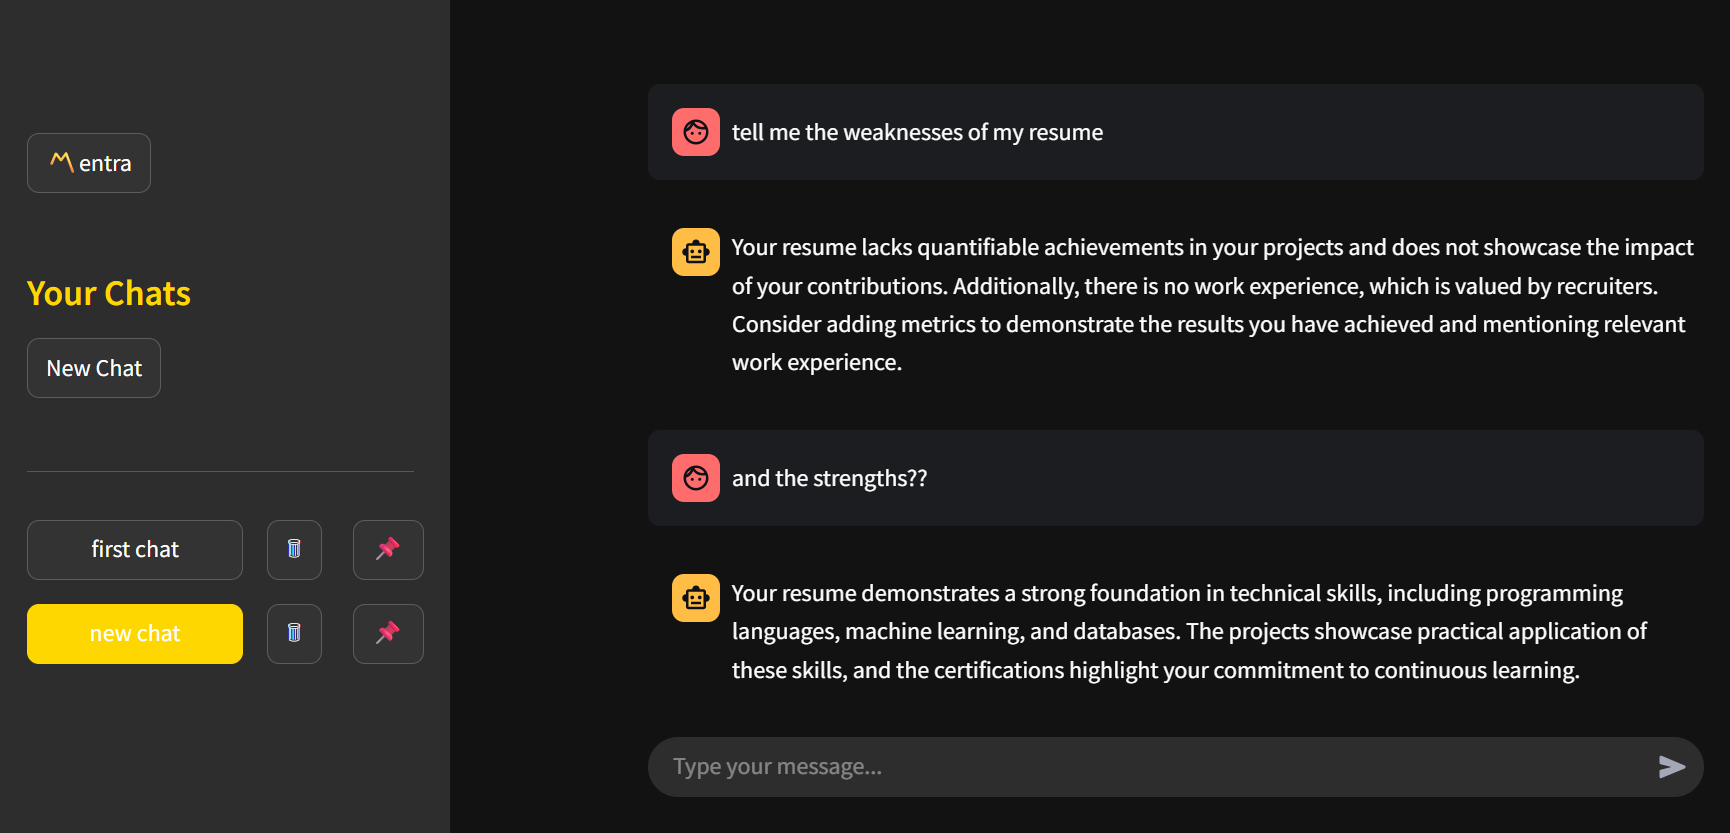 entra
Your Chats
New Chat
first chat
new chat
tell me the weaknesses of my resume
Your resume lacks quantifiable achievements in your projects and does not showcase the impact
of your contributions. Additionally, there is no work experience, which is valued by recruiters.
Consider adding metrics to demonstrate the results you have achieved and mentioning relevant
work experience.
and the strengths??
Your resume demonstrates a strong foundation in technical skills, including programming
languages, machine learning, and databases. The projects showcase practical application of
these skills, and the certifications highlight your commitment to continuous learning.
Type your message...